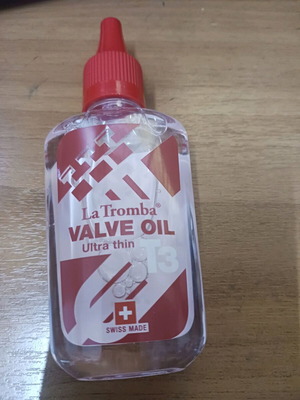 La Tromba®
VALVE OIL
Ultra thin
T3
SWISS MADE